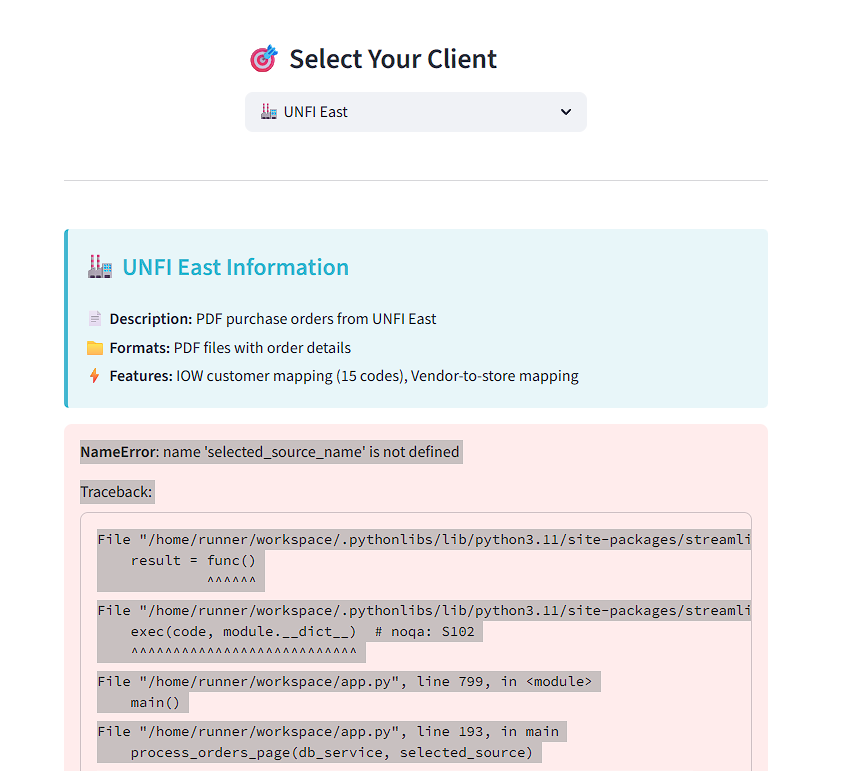 Select Your Client
UNFI East
UNFI East Information
Description: PDF purchase orders from UNFI East
Formats: PDF files with order details
Features: IOW customer mapping (15 codes), Vendor-to-store mapping
NameError: name 'selected_source_name' is not defined
Traceback:
File "/home/runner/workspace/.pythonlibs/lib/python3.11/site-packages/streamli
result = func()
^^^^^^
File "/home/runner/workspace/.pythonlibs/lib/python3.11/site-packages/streamli
exec(code, module.__dict__)  # noqa: S102
^^^^^^^^^^^^^^^^^^^^^^^^^^^
File "/home/runner/workspace/app.py", line 799, in <module>
main()
File "/home/runner/workspace/app.py", line 193, in main
process_orders_page(db_service, selected_source)